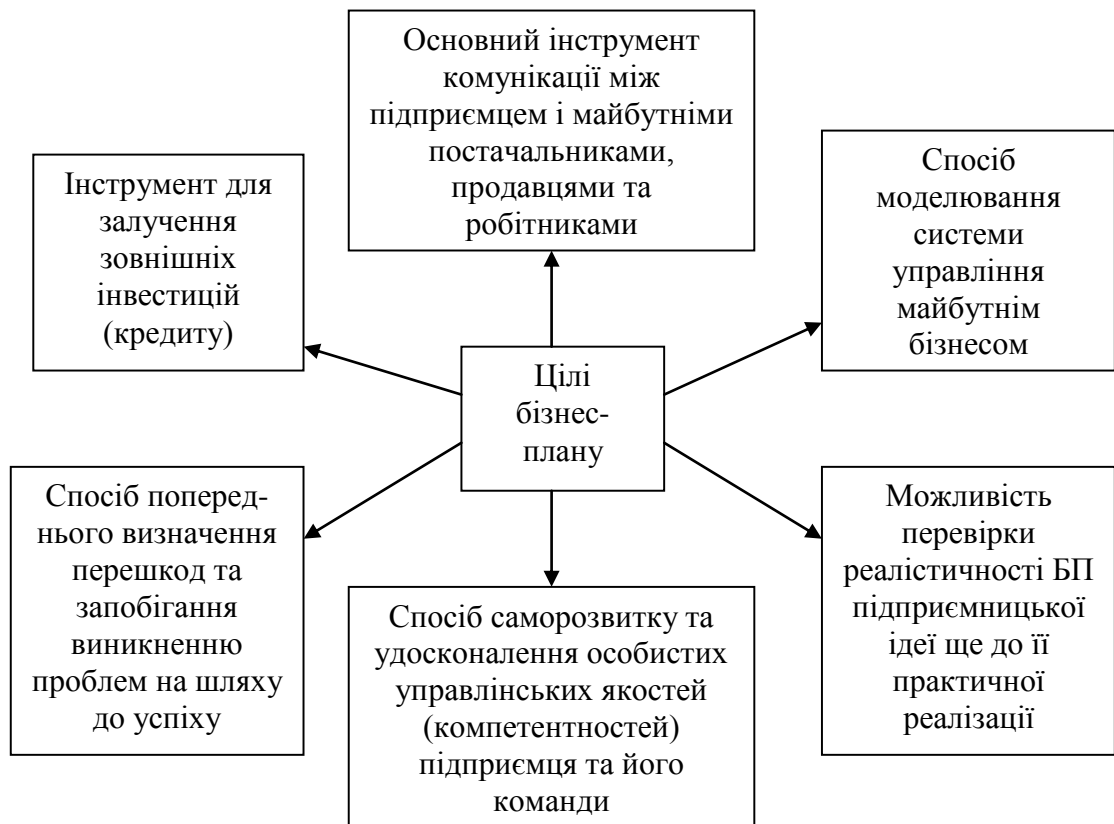 Основний інструмент
комунікації між
підприємцем і майбутніми
постачальниками,
продавцями та
робітниками
Інструмент для
залучення
зовнішніх
інвестицій
(кредиту)
Спосіб
моделювання
системи
управління
майбутнім
бізнесом
Цілі
бізнес-
плану
Спосіб поперед-
нього визначення
перешкод та
запобігання
виникненню
проблем на шляху
до успіху
Спосіб саморозвитку та
удосконалення особистих
управлінських якостей
(компетентностей)
підприємця та його
команди
Можливість
перевірки
реалістичності БП
підприємницької
ідеї ще до її
практичної
реалізації